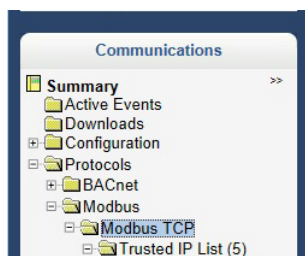 Communications
Summary >>
Active Events
Downloads
Configuration
Protocols
BACnet
Modbus
Modbus TCP
Trusted IP List (5)